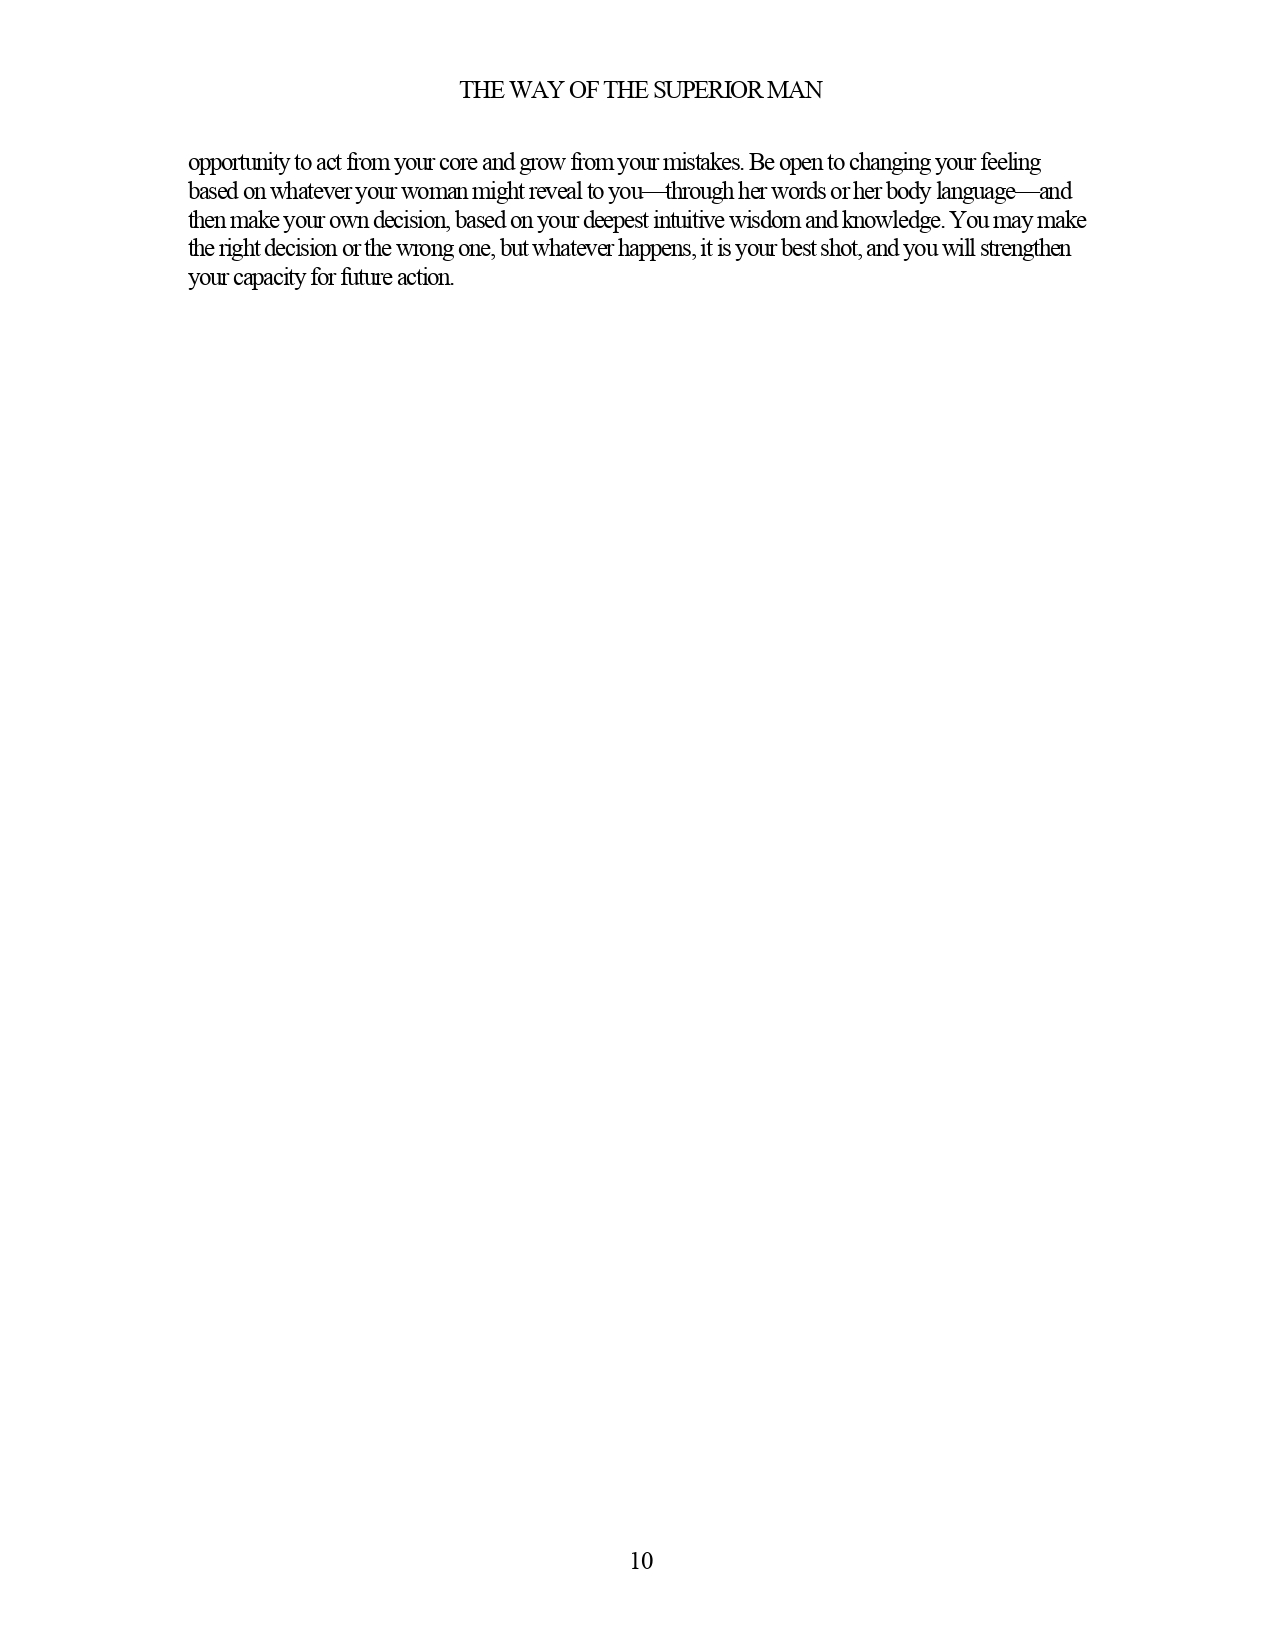 THE WAY OF THE SUPERIOR MAN
opportunity to act from your core and grow from your mistakes. Be open to changing your feeling
based on whatever your woman might reveal to you—through her words or her body language—and
then make your own decision, based on your deepest intuitive wisdom and knowledge. You may make
the right decision or the wrong one, but whatever happens, it is your best shot, and you will strengthen
your capacity for future action.
10